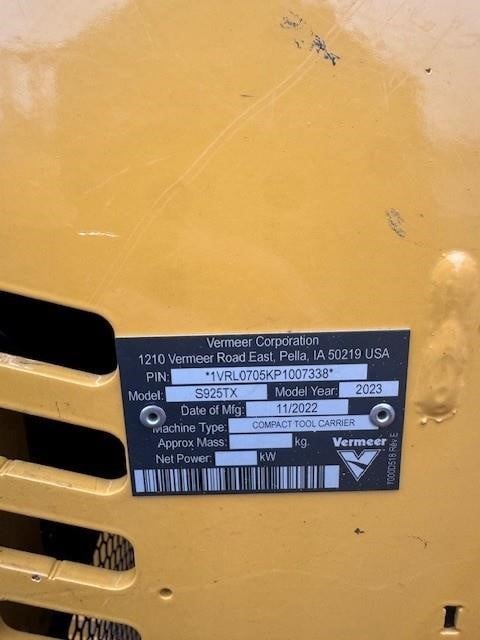 Vermeer Corporation
1210 Vermeer Road East, Pella, IA 50219 USA
PIN: *1VRL0705KP1007338*
Model: S925TX Model Year: 2023
Date of Mfg: 11/2022
Machine Type: COMPACT TOOL CARRIER
Approx Mass: kg.
Net Power: kW
Vermeer
Rev E